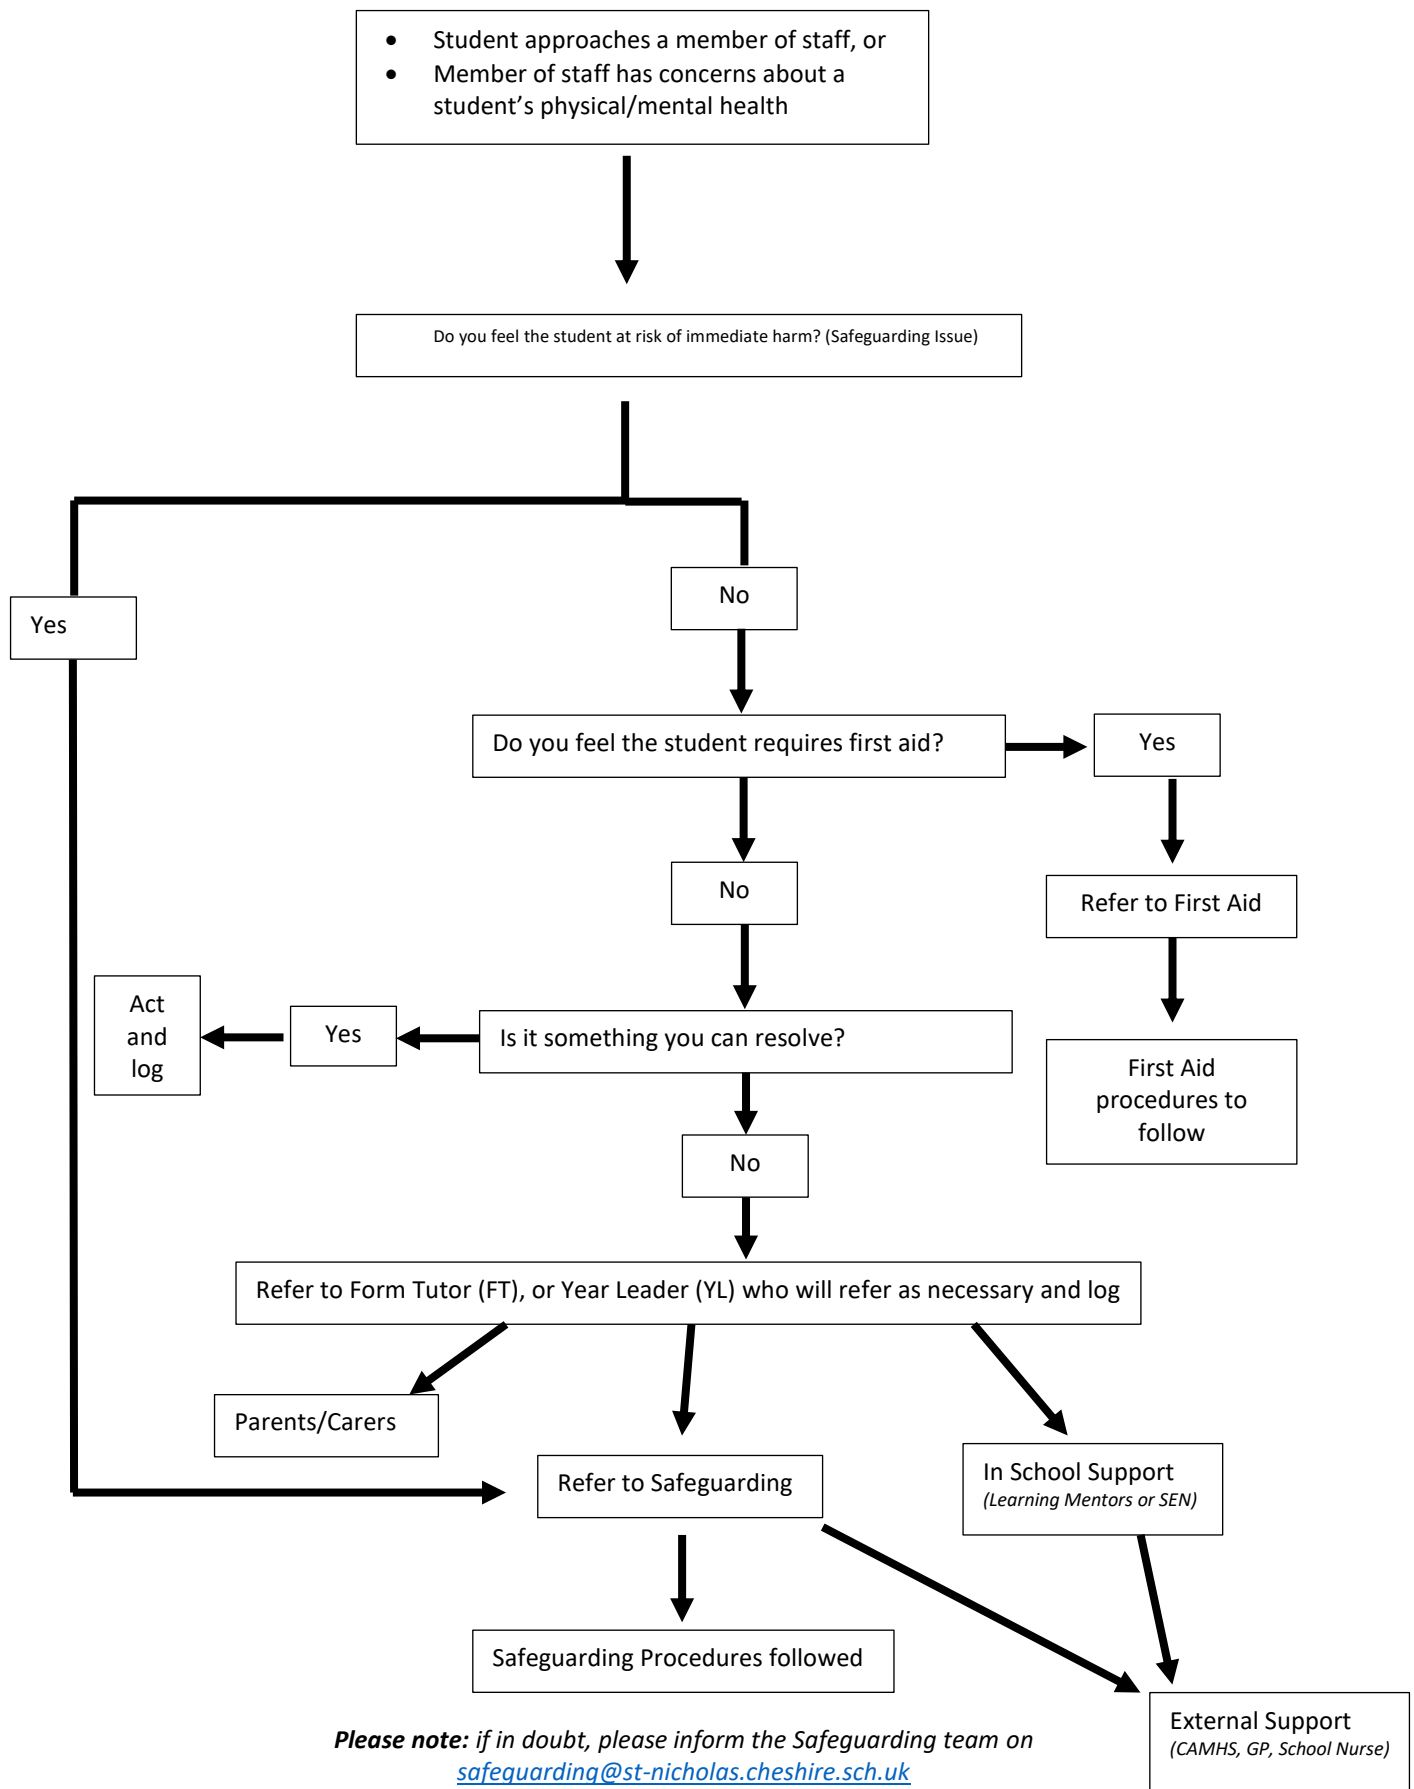 • Student approaches a member of staff, or
• Member of staff has concerns about a
student’s physical/mental health
Do you feel the student at risk of immediate harm? (Safeguarding Issue)
No
Yes
Do you feel the student requires first aid?
Yes
No
Refer to First Aid
Act
and
log
Yes
Is it something you can resolve?
First Aid
procedures to
follow
No
Refer to Form Tutor (FT), or Year Leader (YL) who will refer as necessary and log
Parents/Carers
Refer to Safeguarding
In School Support
(Learning Mentors or SEN)
Safeguarding Procedures followed
External Support
(CAMHS, GP, School Nurse)
Please note: if in doubt, please inform the Safeguarding team on
safeguarding@st-nicholas.cheshire.sch.uk